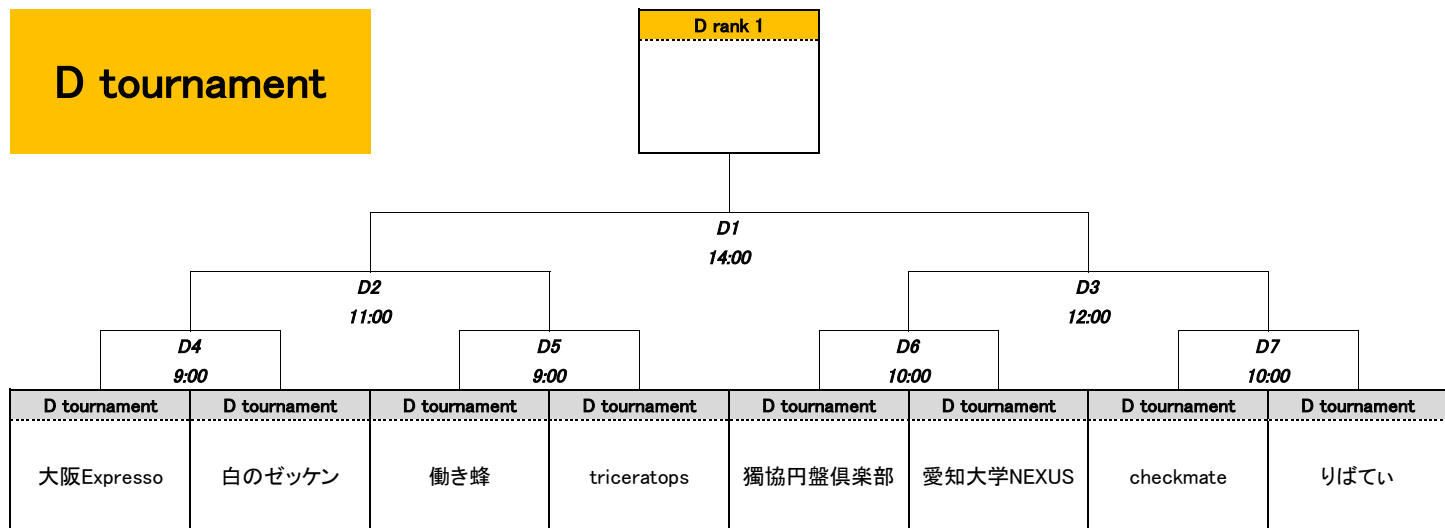 D tournament
D rank 1
D1
14:00
D2
D3
11:00
12:00
D4
D5
D6
D7
9:00
9:00
10:00
10:00
D tournament
D tournament
D tournament
D tournament
D tournament
D tournament
D tournament
D tournament
大阪Expresso
白のゼッケン
働き蜂
triceratops
獨協円盤倶楽部
愛知大学NEXUS
checkmate
りばてぃ